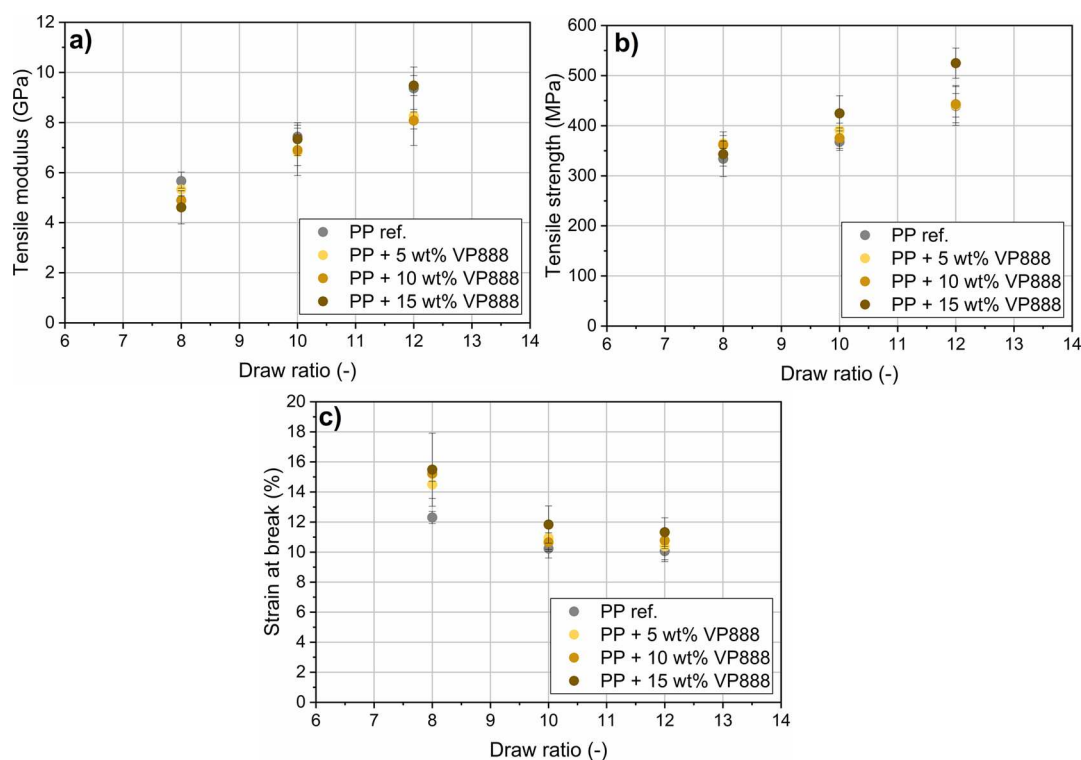 a)
Tensile modulus (GPa)
12
10
8
6
4
2
0
PP ref.
PP + 5 wt% VP888
PP + 10 wt% VP888
PP + 15 wt% VP888
6 7 8 9 10 11 12 13 14
Draw ratio (-)
b)
Tensile strength (MPa)
600
500
400
300
200
100
0
PP ref.
PP + 5 wt% VP888
PP + 10 wt% VP888
PP + 15 wt% VP888
6 7 8 9 10 11 12 13 14
Draw ratio (-)
c)
Strain at break (%)
20
18
16
14
12
10
8
6
4
2
0
PP ref.
PP + 5 wt% VP888
PP + 10 wt% VP888
PP + 15 wt% VP888
6 7 8 9 10 11 12 13 14
Draw ratio (-)